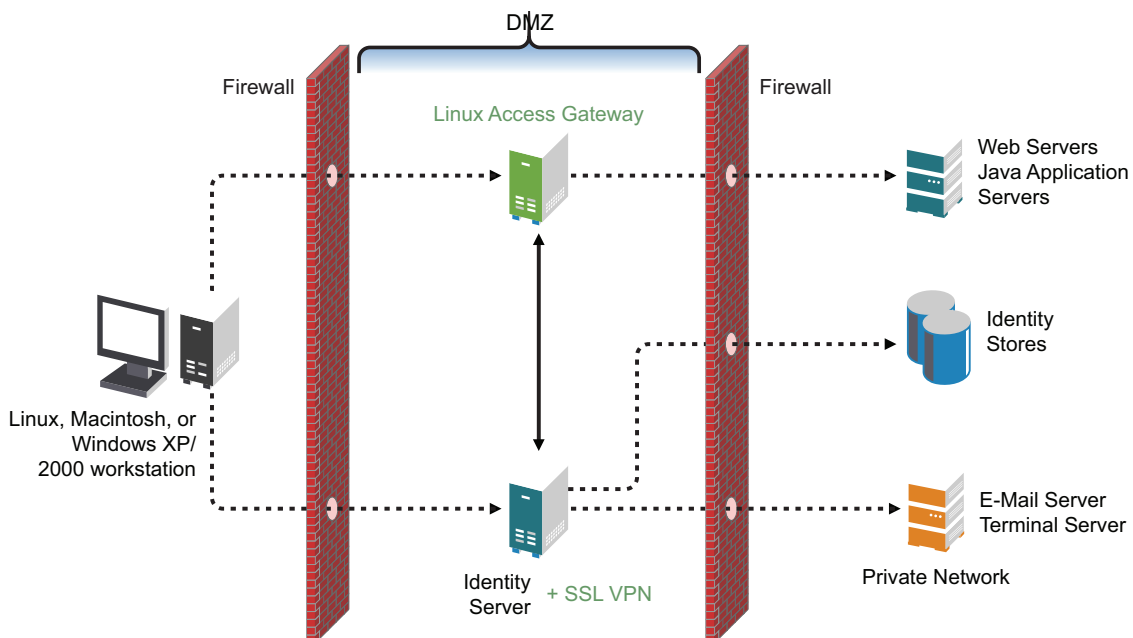 DMZ
Firewall
Firewall
Linux Access Gateway
Web Servers
Java Application
Servers
Identity
Stores
Linux, Macintosh, or
Windows XP/
2000 workstation
E-Mail Server
Terminal Server
Private Network
Identity
Server
+ SSL VPN